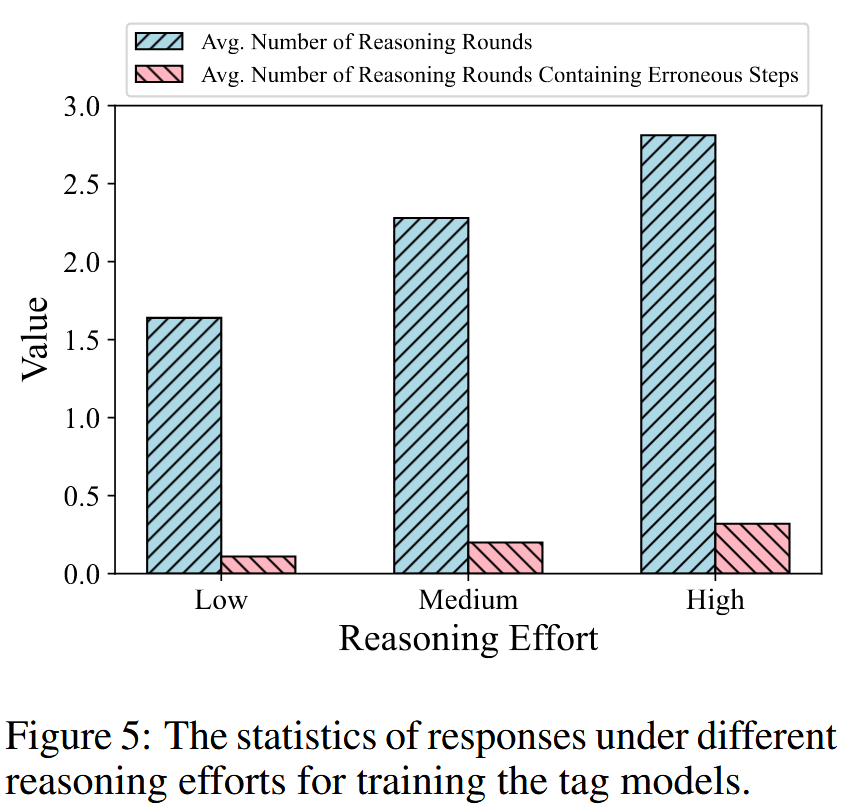 Avg. Number of Reasoning Rounds
Avg. Number of Reasoning Rounds Containing Erroneous Steps
3.0
2.5
2.0
1.5
1.0
0.5
0.0
Value
Low Medium High
Reasoning Effort
Figure 5: The statistics of responses under different
reasoning efforts for training the tag models.